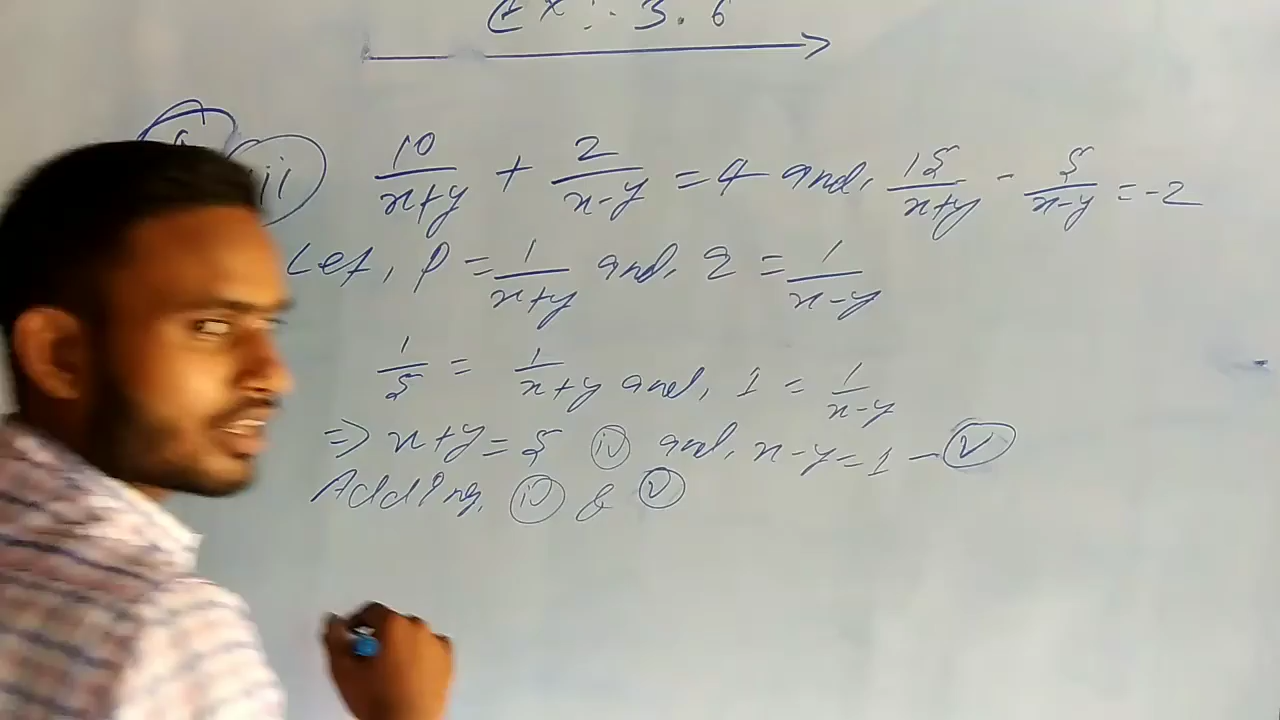 Ex:- 3.6
iii) 10/(x+y) + 2/(x-y) = 4 and, 15/(x+y) - 5/(x-y) = -2
Let, p = 1/(x+y) and, q = 1/(x-y)
1/5 = 1/(x+y) and, 1 = 1/(x-y)
=> x+y = 5 (iv) and, x-y = 1 - (v)
Adding, (iv) & (v)